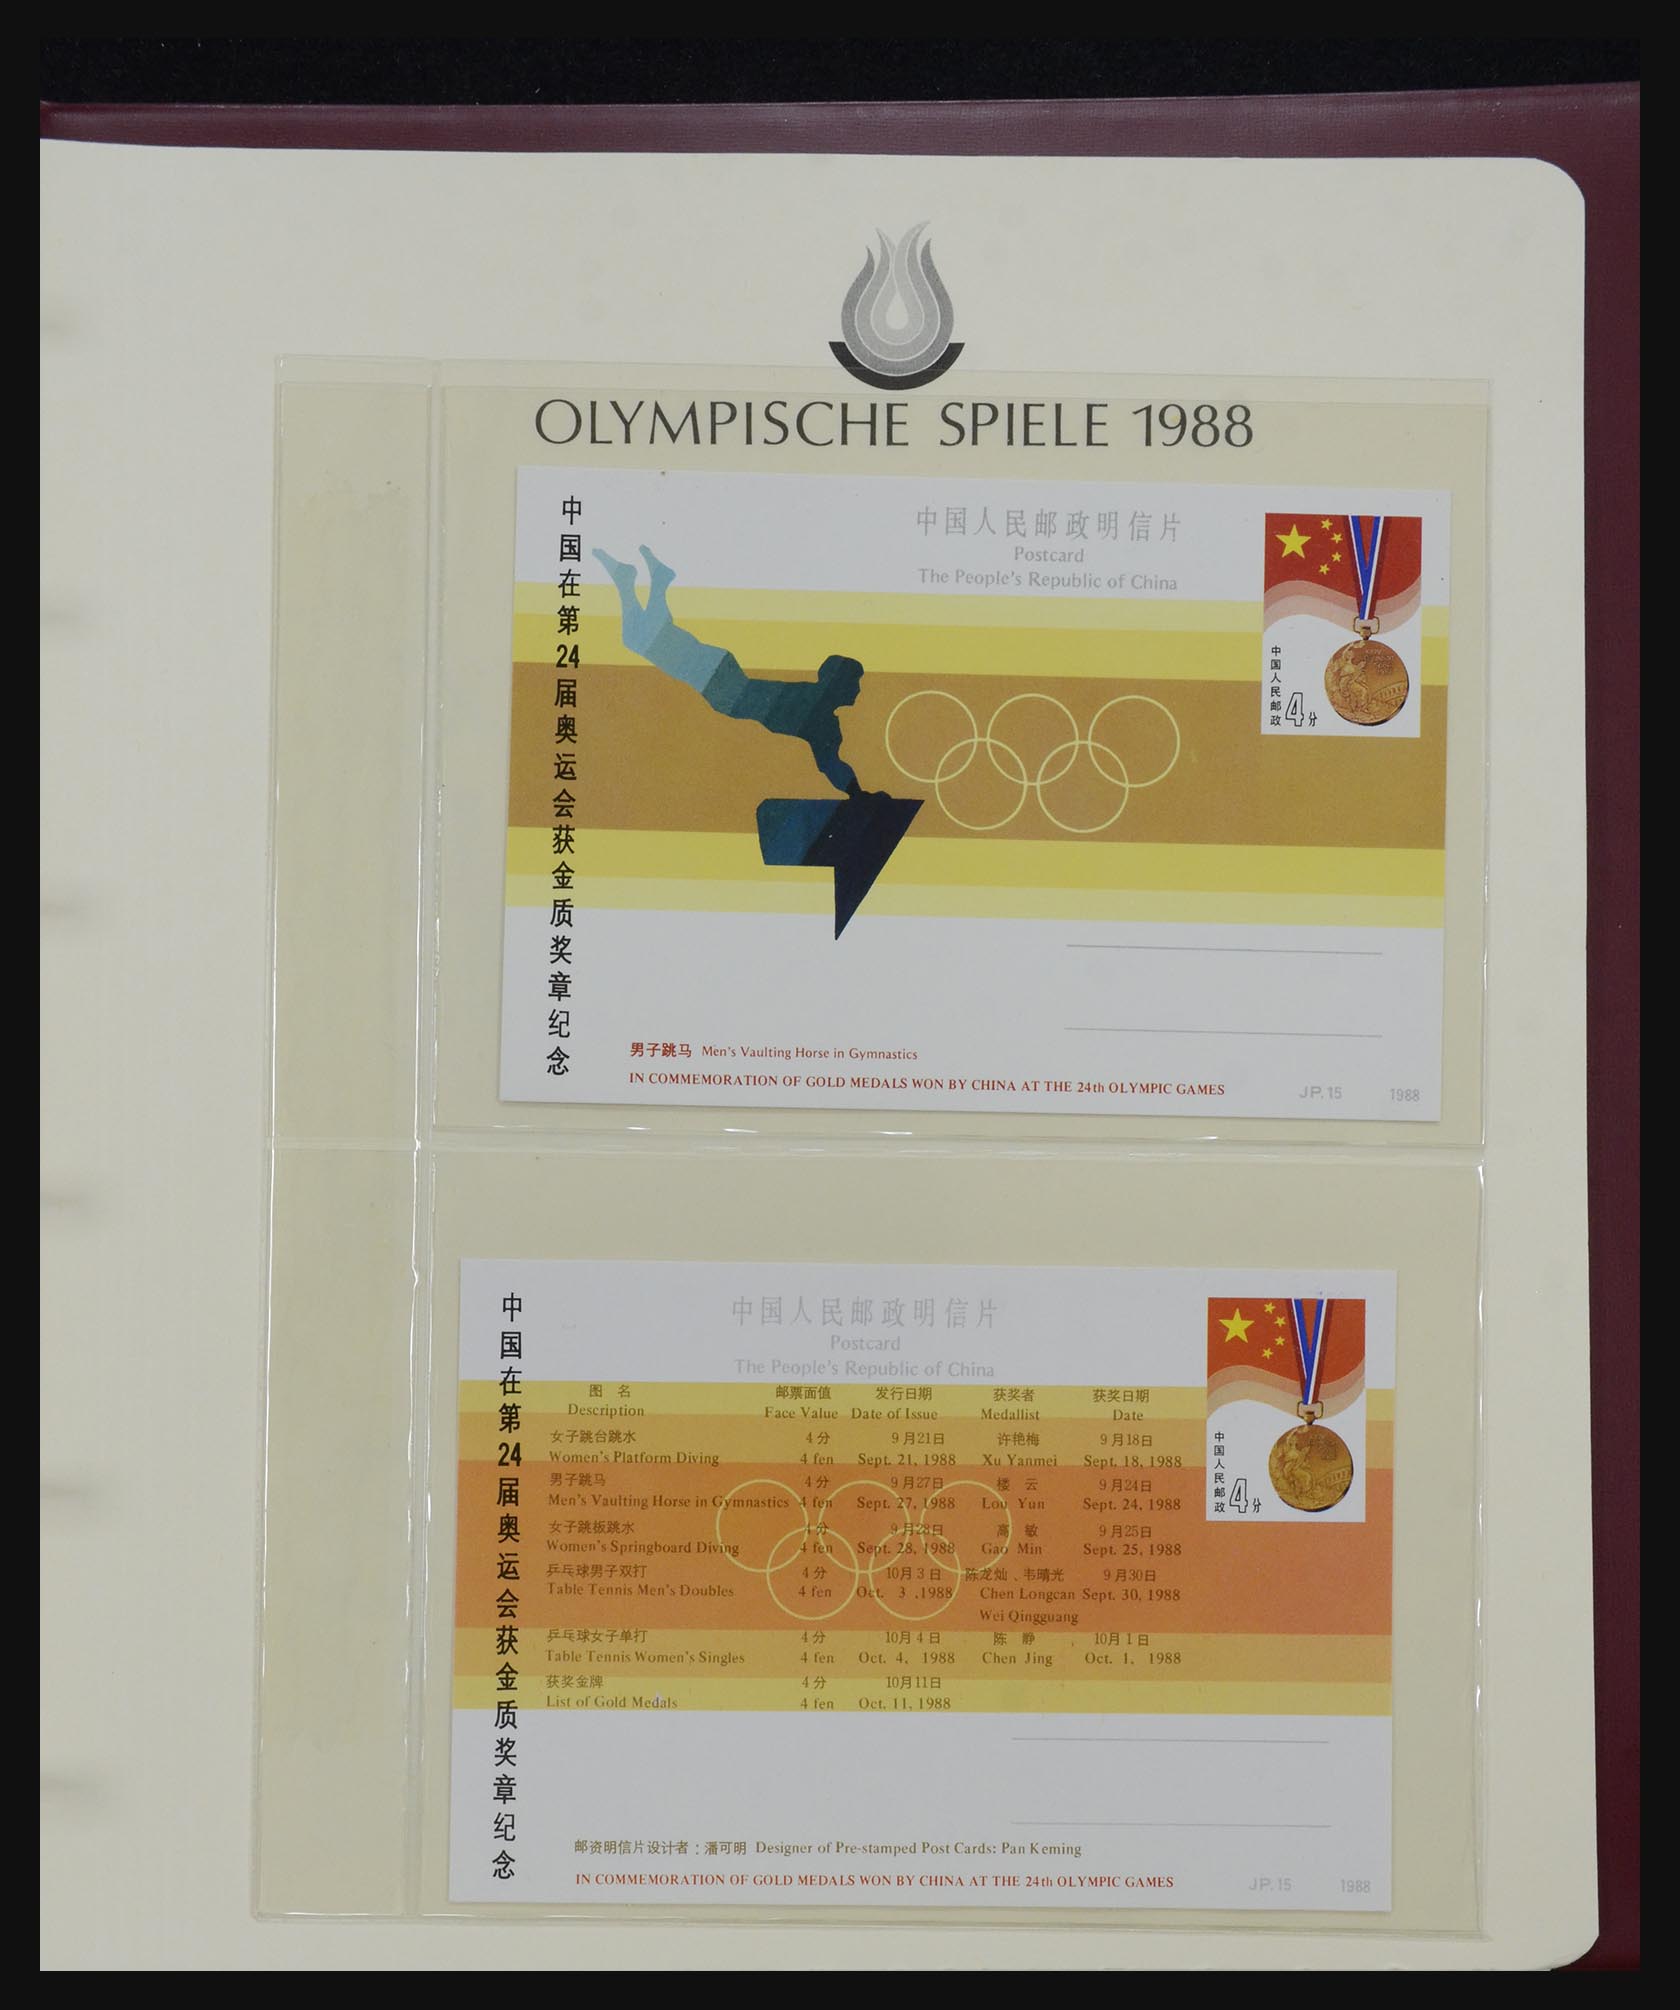 OLYMPISCHE SPIELE 1988
中国在第24届奥运会获金质奖章纪念
中国人民邮政明信片
Postcard
The People's Republic of China
中国人民邮政
4分
男子跳马 Men's Vaulting Horse in Gymnastics
IN COMMEMORATION OF GOLD MEDALS WON BY CHINA AT THE 24th OLYMPIC GAMES
JP.15 1988
中国在第24届奥运会获金质奖章纪念
中国人民邮政明信片
Postcard
The People's Republic of China
中国人民邮政
4分
图 名 邮票面值 发行日期 获奖者 获奖日期
Description Face Value Date of Issue Medallist Date
女子跳台跳水 4分 9月21日 许艳梅 9月18日
Women's Platform Diving 4 fen Sept. 21, 1988 Xu Yanmei Sept. 18, 1988
男子跳马 4分 9月27日 楼 云 9月24日
Men's Vaulting Horse in Gymnastics 4 fen Sept. 27, 1988 Lou Yun Sept. 24, 1988
女子跳板跳水 4分 9月28日 高 敏 9月25日
Women's Springboard Diving 4 fen Sept. 28, 1988 Gao Min Sept. 25, 1988
乒乓球男子双打 4分 10月3日 陈龙灿、韦晴光 9月30日
Table Tennis Men's Doubles 4 fen Oct. 3 .1988 Chen Longcan Sept. 30, 1988
Wei Qingguang
乒乓球女子单打 4分 10月4日 陈 静 10月1日
Table Tennis Women's Singles 4 fen Oct. 4, 1988 Chen Jing Oct. 1, 1988
获奖金牌 4分 10月11日
List of Gold Medals 4 fen Oct. 11, 1988
邮资明信片设计者：潘可明 Designer of Pre-stamped Post Cards: Pan Keming
IN COMMEMORATION OF GOLD MEDALS WON BY CHINA AT THE 24th OLYMPIC GAMES
JP.15 1988